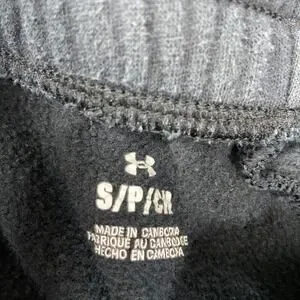 S/P/CH
MADE IN CAMBODIA
FABRIQUÉ AU CAMBODGE
HECHO EN CAMBOYA